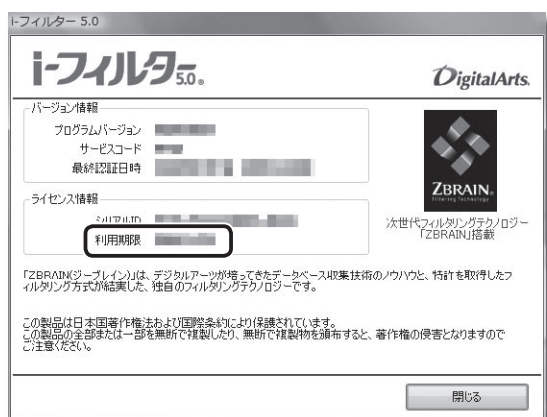 i-フィルター 5.0
i-フィルター5.0。
DigitalArts.
バージョン情報
プログラムバージョン
サービスコード
最終認証日時
ZBRAIN
Filtering Technology
次世代フィルタリングテクノロジー
「ZBRAIN」搭載
ライセンス情報
シリアルID
利用期限
「ZBRAIN(ジーブレイン)」は、デジタルアーツが培ってきたデータベース収集技術のノウハウと、特許を取得したフ
ィルタリング方式が結実した、独自のフィルタリングテクノロジーです。
この製品は日本国著作権法および国際条約により保護されています。
この製品の全部または一部を無断で複製したり、無断で複製物を頒布すると、著作権の侵害となりますので
ご注意ください。
閉じる